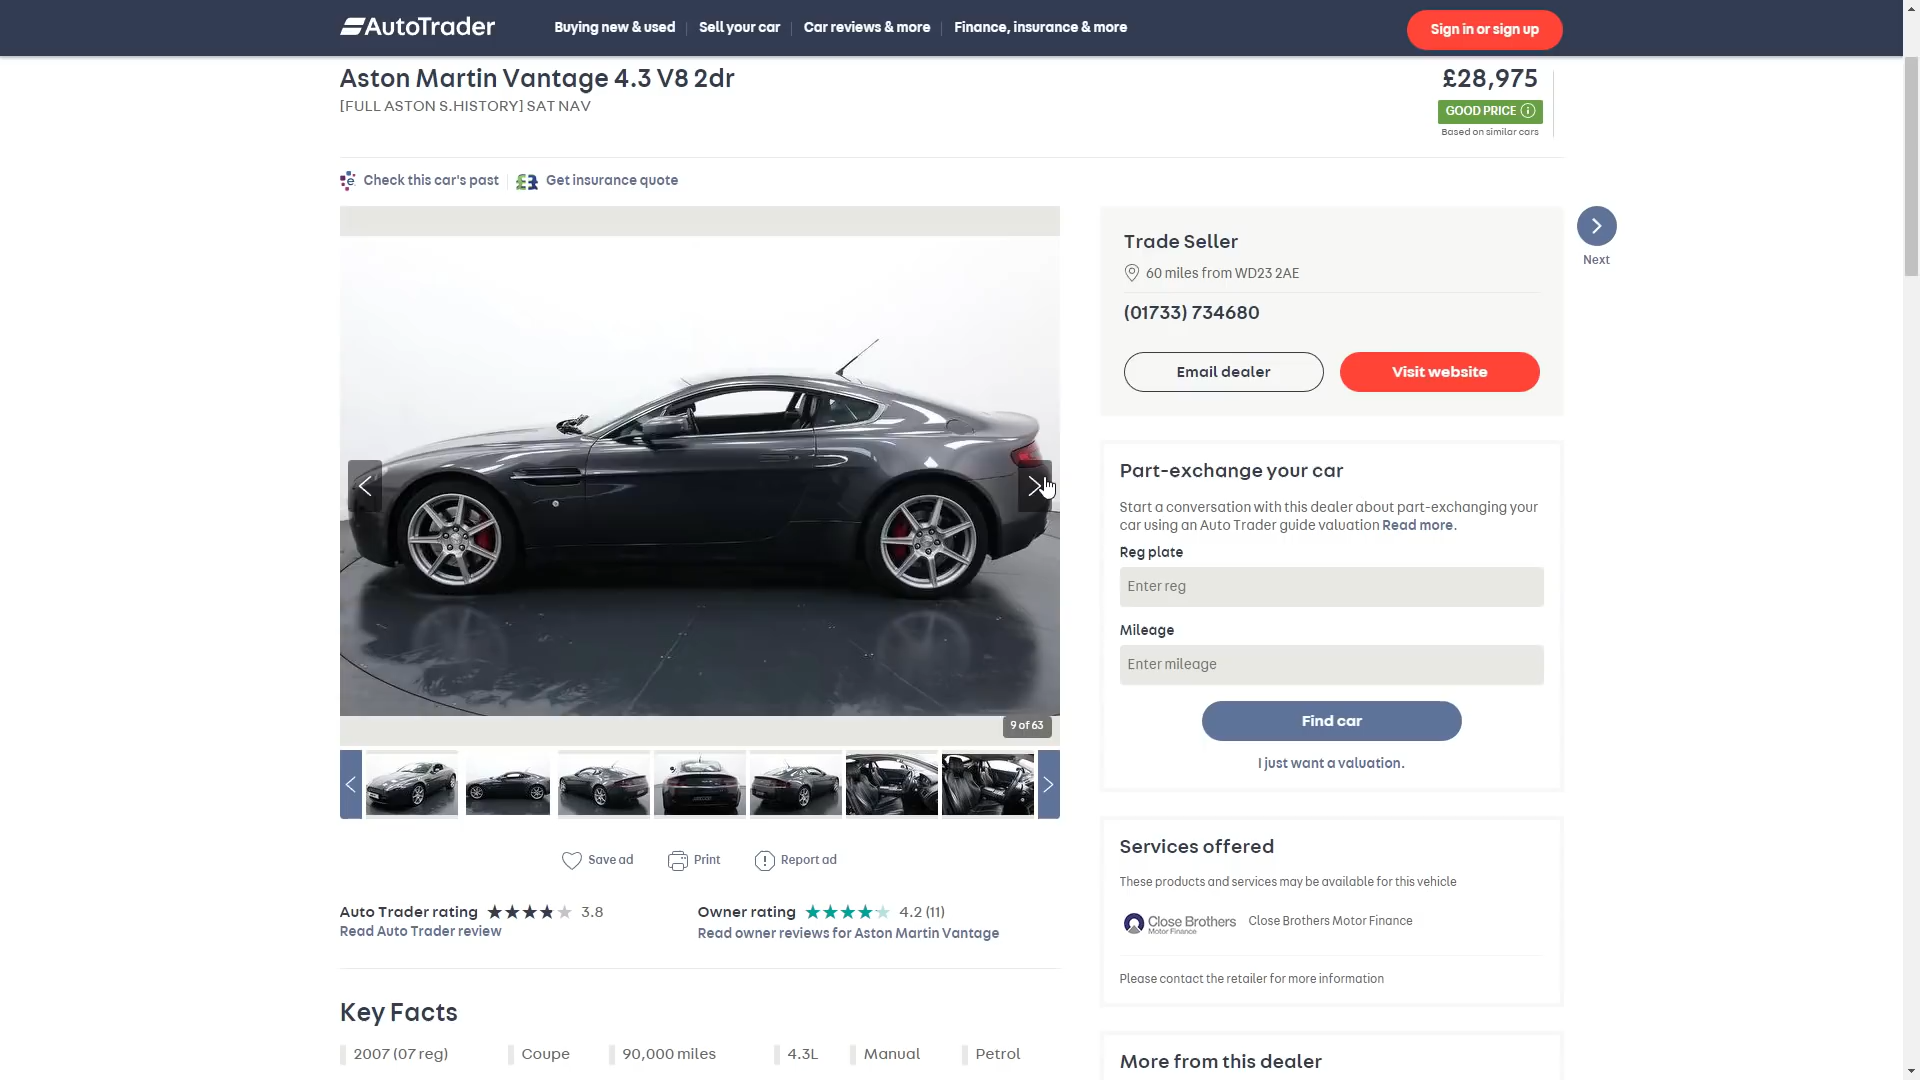 AutoTrader
Buying new & used
Sell your car
Car reviews & more
Finance, insurance & more
Sign in or sign up
Aston Martin Vantage 4.3 V8 2dr
[FULL ASTON S.HISTORY] SAT NAV
£28,975
GOOD PRICE
Based on similar cars
Check this car's past
Get insurance quote
Trade Seller
60 miles from WD23 2AE
(01733) 734680
Email dealer
Visit website
Next
Part-exchange your car
Start a conversation with this dealer about part-exchanging your
car using an Auto Trader guide valuation Read more.
Reg plate
Enter reg
Mileage
Enter mileage
Find car
I just want a valuation.
9 of 63
Save ad
Print
Report ad
Auto Trader rating 3.8
Read Auto Trader review
Owner rating 4.2 (11)
Read owner reviews for Aston Martin Vantage
Services offered
These products and services may be available for this vehicle
Close Brothers
Motor Finance
Close Brothers Motor Finance
Please contact the retailer for more information
Key Facts
2007 (07 reg)
Coupe
90,000 miles
4.3L
Manual
Petrol
More from this dealer